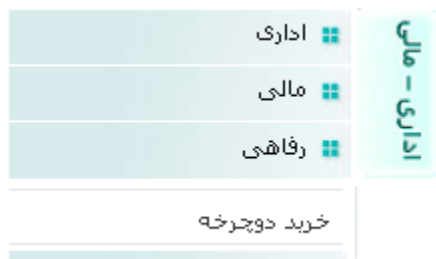 اداری - مالی
اداری
مالی
رفاهی
خرید دوچرخه